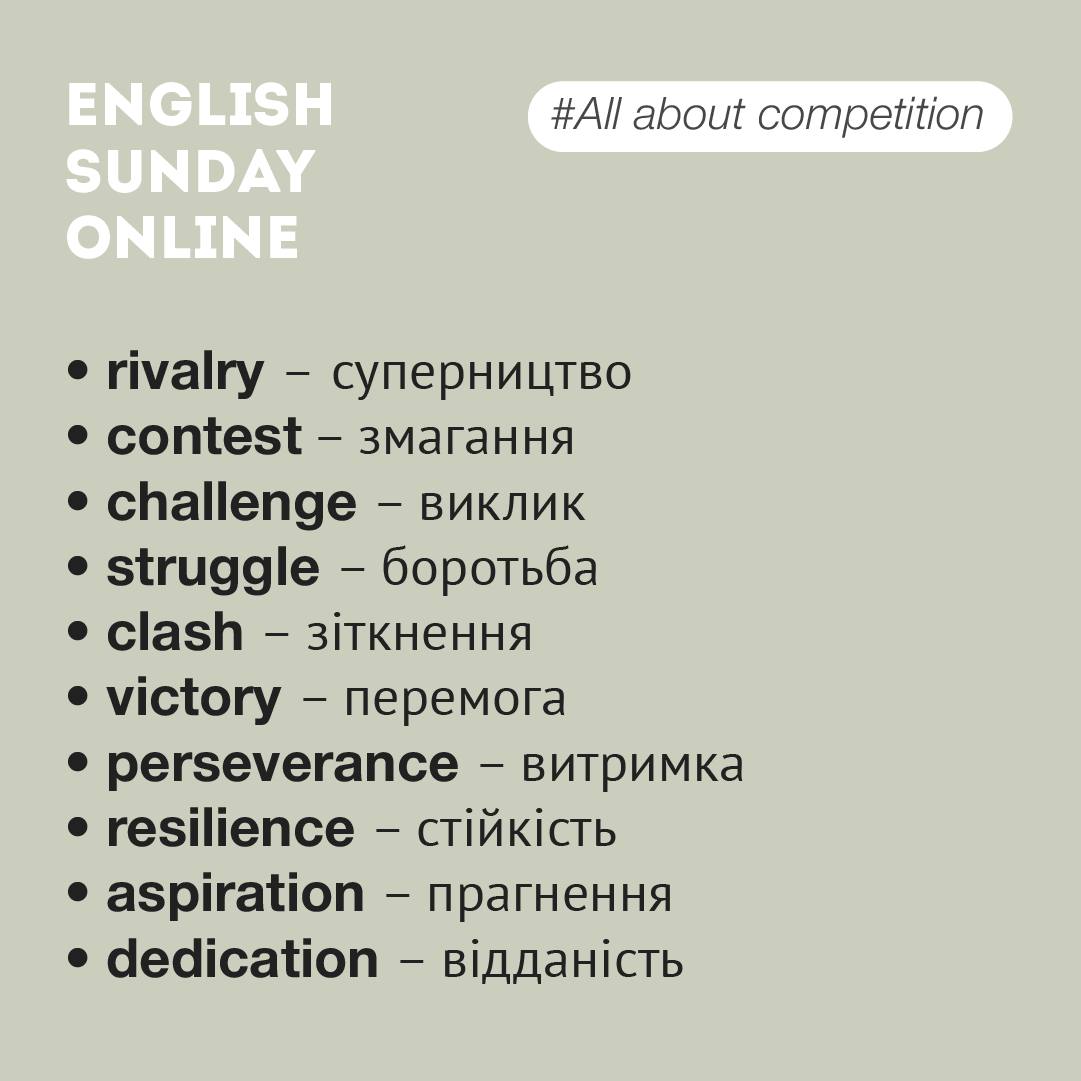 ENGLISH
SUNDAY
ONLINE
#All about competition
• rivalry – суперництво
• contest – змагання
• challenge – виклик
• struggle – боротьба
• clash – зіткнення
• victory – перемога
• perseverance – витримка
• resilience – стійкість
• aspiration – прагнення
• dedication – відданість